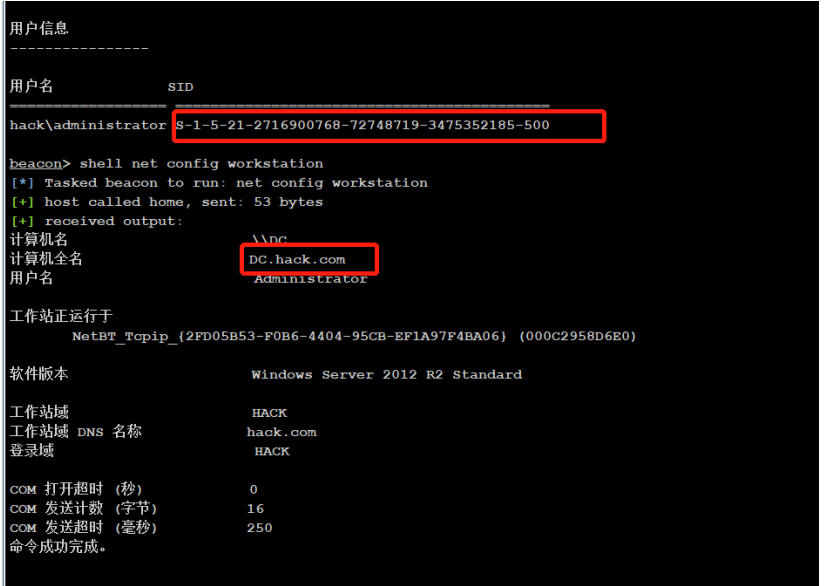 用户信息
----------------
用户名 SID
================== ===========================================
hack\administrator S-1-5-21-2716900768-72748719-3475352185-500
beacon> shell net config workstation
[*] Tasked beacon to run: net config workstation
[+] host called home, sent: 53 bytes
[+] received output:
计算机名 \\DC
计算机全名 DC.hack.com
用户名 Administrator
工作站正运行于
NetBT_Tcpip_{2FD05B53-F0B6-4404-95CB-EF1A97F4BA06} (000C2958D6E0)
软件版本 Windows Server 2012 R2 Standard
工作站域 HACK
工作站域 DNS 名称 hack.com
登录域 HACK
COM 打开超时 (秒) 0
COM 发送计数 (字节) 16
COM 发送超时 (毫秒) 250
命令成功完成。